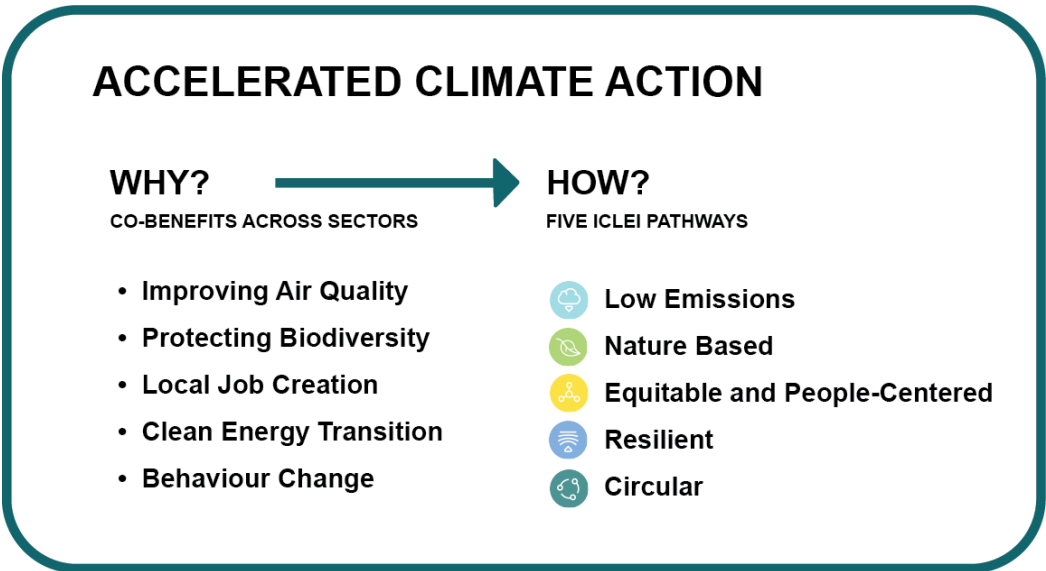 ACCELERATED CLIMATE ACTION
WHY?
CO-BENEFITS ACROSS SECTORS
• Improving Air Quality
• Protecting Biodiversity
• Local Job Creation
• Clean Energy Transition
• Behaviour Change
HOW?
FIVE ICLEI PATHWAYS
Low Emissions
Nature Based
Equitable and People-Centered
Resilient
Circular